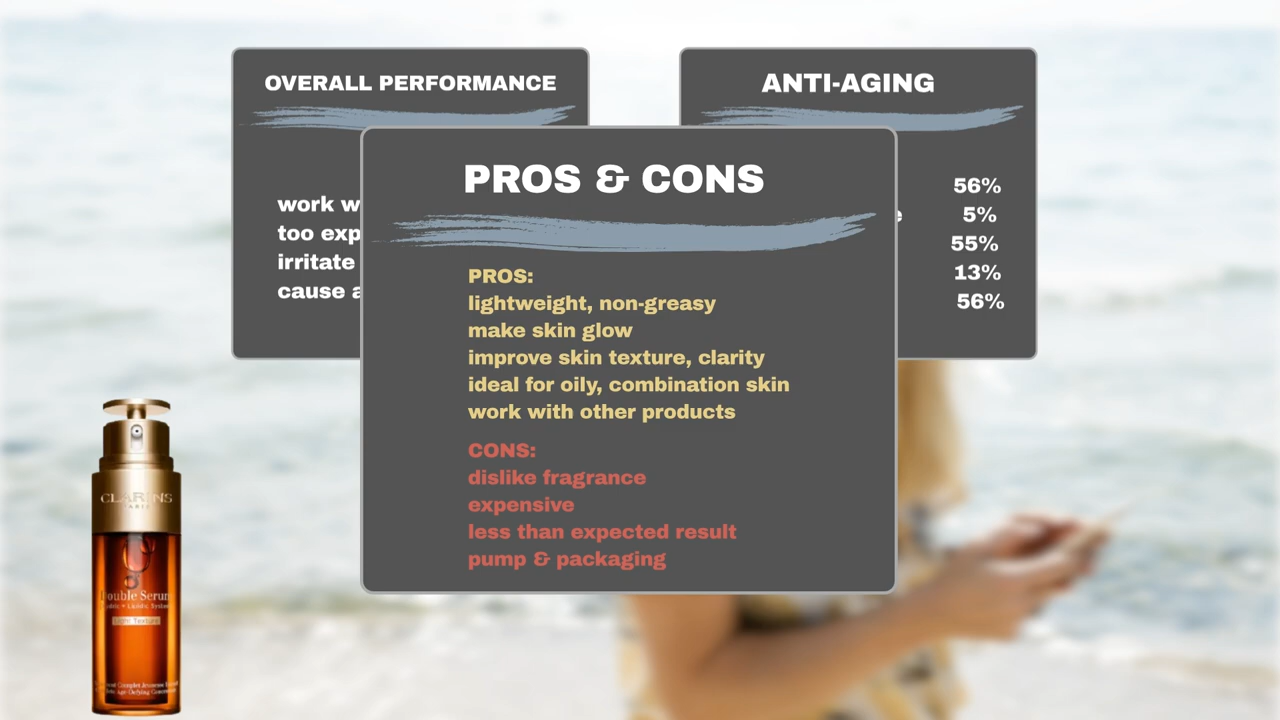 OVERALL PERFORMANCE
work w
too exp
irritate
cause a
ANTI-AGING
56%
e 5%
55%
13%
56%
PROS & CONS
PROS:
lightweight, non-greasy
make skin glow
improve skin texture, clarity
ideal for oily, combination skin
work with other products
CONS:
dislike fragrance
expensive
less than expected result
pump & packaging
CLARINS
PARIS
Double Serum
Light Texture